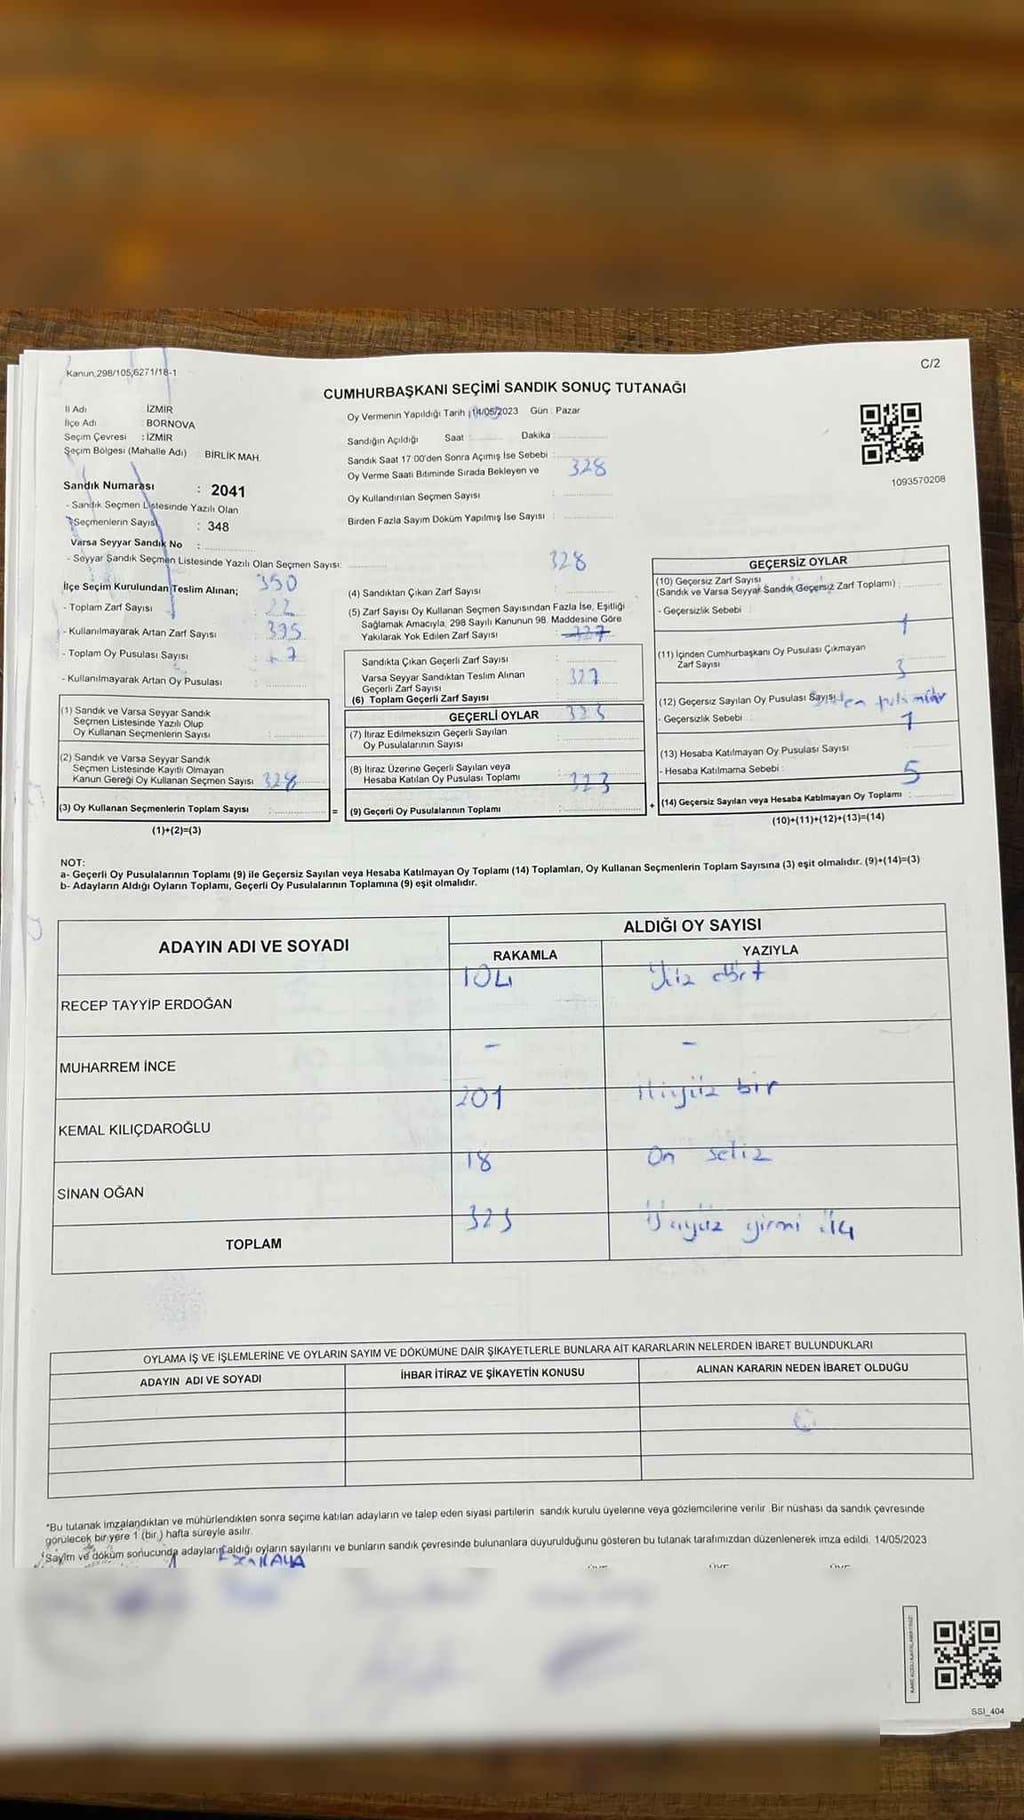 Kanun,298/105,6271/18-1
C/2
CUMHURBAŞKANI SEÇİMİ SANDIK SONUÇ TUTANAĞI
İl Adı İZMİR
İlçe Adı : BORNOVA
Seçim Çevresi : İZMİR
Seçim Bölgesi (Mahalle Adı) : BİRLİK MAH.
Sandık Numarası : 2041
- Sandık Seçmen Listesinde Yazılı Olan
Seçmenlerin Sayısı : 348
Varsa Seyyar Sandık No :
- Seyyar Sandık Seçmen Listesinde Yazılı Olan Seçmen Sayısı:
Oy Vermenin Yapıldığı Tarih : 14/05/2023 Gün : Pazar
Sandığın Açıldığı Saat Dakika
Sandık Saat 17:00'den Sonra Açımış İse Sebebi :
Oy Verme Saati Bitiminde Sırada Bekleyen ve 328
Oy Kullandırılan Seçmen Sayısı :
Birden Fazla Sayım Döküm Yapılmış İse Sayısı :
1093570208
İlçe Seçim Kurulundan Teslim Alınan; 350
- Toplam Zarf Sayısı : 22
- Kullanılmayarak Artan Zarf Sayısı : 395
- Toplam Oy Pusulası Sayısı : 7
- Kullanılmayarak Artan Oy Pusulası :
328
(4) Sandıktan Çıkan Zarf Sayısı :
(5) Zarf Sayısı Oy Kullanan Seçmen Sayısından Fazla İse, Eşitliği
Sağlamak Amacıyla, 298 Sayılı Kanunun 98. Maddesine Göre
Yakılarak Yok Edilen Zarf Sayısı 327
Sandıkta Çıkan Geçerli Zarf Sayısı :
Varsa Seyyar Sandıktan Teslim Alınan 327
Geçerli Zarf Sayısı
(6) Toplam Geçerli Zarf Sayısı
GEÇERSİZ OYLAR
(10) Geçersiz Zarf Sayısı
(Sandık ve Varsa Seyyar Sandık Geçersiz Zarf Toplamı) :
- Geçersizlik Sebebi :
1
(11) İçinden Cumhurbaşkanı Oy Pusulası Çıkmayan
Zarf Sayısı 3
(12) Geçersiz Sayılan Oy Pusulası Sayısı
- Geçersizlik Sebebi : 1
(13) Hesaba Katılmayan Oy Pusulası Sayısı
- Hesaba Katılmama Sebebi : 5
(14) Geçersiz Sayılan veya Hesaba Katılmayan Oy Toplamı :
(10)+(11)+(12)+(13)=(14)
(1) Sandık ve Varsa Seyyar Sandık
Seçmen Listesinde Yazılı Olup
Oy Kullanan Seçmenlerin Sayısı :
(2) Sandık ve Varsa Seyyar Sandık
Seçmen Listesinde Kayıtlı Olmayan
Kanun Gereği Oy Kullanan Seçmen Sayısı 328
(3) Oy Kullanan Seçmenlerin Toplam Sayısı : =
(1)+(2)=(3)
GEÇERLİ OYLAR 323
(7) İtiraz Edilmeksizin Geçerli Sayılan
Oy Pusulalarının Sayısı
(8) İtiraz Üzerine Geçerli Sayılan veya
Hesaba Katılan Oy Pusulası Toplamı 323
(9) Geçerli Oy Pusulalarının Toplamı : +
NOT:
a- Geçerli Oy Pusulalarının Toplamı (9) ile Geçersiz Sayılan veya Hesaba Katılmayan Oy Toplamı (14) Toplamları, Oy Kullanan Seçmenlerin Toplam Sayısına (3) eşit olmalıdır. (9)+(14)=(3)
b- Adayların Aldığı Oyların Toplamı, Geçerli Oy Pusulalarının Toplamına (9) eşit olmalıdır.
ADAYIN ADI VE SOYADI
ALDIĞI OY SAYISI
RAKAMLA YAZIYLA
RECEP TAYYİP ERDOĞAN 104 Yüz dört
MUHARREM İNCE - -
KEMAL KILIÇDAROĞLU 201 İkiyüz bir
SİNAN OĞAN 18 On sekiz
TOPLAM 323 Üçyüz yirmi
OYLAMA İŞ VE İŞLEMLERİNE VE OYLARIN SAYIM VE DÖKÜMÜNE DAİR ŞİKAYETLERLE BUNLARA AİT KARARLARIN NELERDEN İBARET BULUNDUKLARI
ADAYIN ADI VE SOYADI İHBAR İTİRAZ VE ŞİKAYETİN KONUSU ALINAN KARARIN NEDEN İBARET OLDUĞU
*Bu tutanak imzalandıktan ve mühürlendikten sonra seçime katılan adayların ve talep eden siyasi partilerin sandık kurulu üyelerine veya gözlemcilerine verilir. Bir nüshası da sandık çevresinde
görülecek bir yere 1 (bir ) hafta süreyle asılır.
Sayım ve döküm sonucunda adayların aldığı oyların sayılarını ve bunların sandık çevresinde bulunanlara duyurulduğunu gösteren bu tutanak tarafımızdan düzenlenerek imza edildi. 14/05/2023
SSI_404